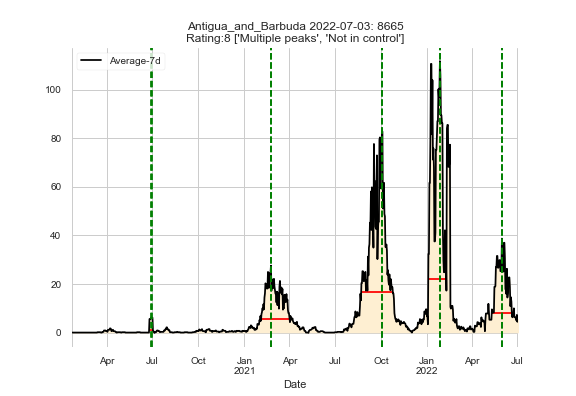 Antigua_and_Barbuda 2022-07-03: 8665
Rating:8 ['Multiple peaks', 'Not in control']
Average-7d
100
80
60
40
20
0
Apr Jul Oct Jan Apr Jul Oct Jan Apr Jul
2021 2022
Date